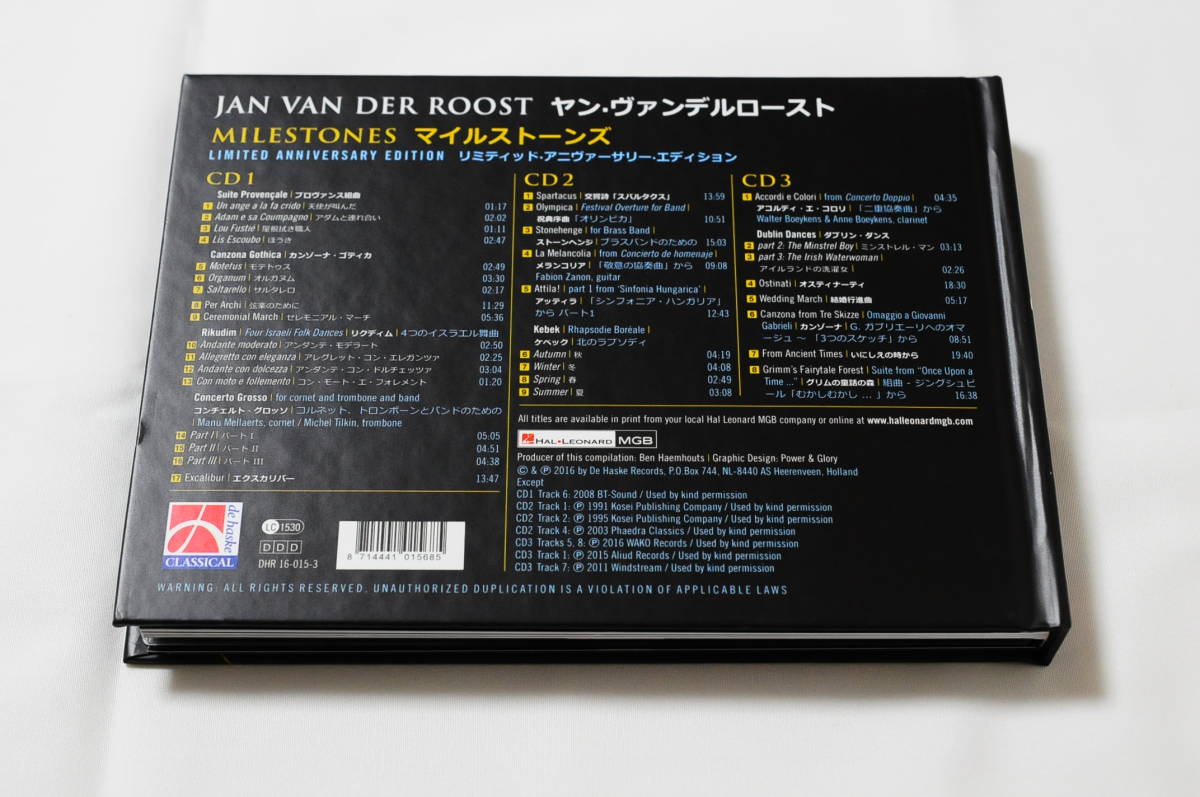 JAN VAN DER ROOST ヤン・ヴァンデルロースト
MILESTONES マイルストーンズ
LIMITED ANNIVERSARY EDITION リミティッド・アニヴァーサリー・エディション
CD 1
Suite Provençale | プロヴァンス組曲
1 Un ange a la fa crido | 天使が叫んだ 01:17
2 Adam e sa Coumpagno | アダムと連れ合い 02:02
3 Lou Fustié | 屋根拭き職人 01:11
4 Lis Escoubo | ほうき 02:47
Canzona Gothica | カンゾーナ・ゴティカ
5 Motetus | モテトゥス 02:49
6 Organum | オルガヌム 03:30
7 Saltarello | サルタレロ 02:17
8 Per Archi | 弦楽のために 11:29
9 Ceremonial March | セレモニアル・マーチ 05:36
Rikudim | Four Israeli Folk Dances | リクディム | 4つのイスラエル舞曲
10 Andante moderato | アンダンテ・モデラート 02:50
11 Allegretto con eleganza | アレグレット・コン・エレガンツァ 02:25
12 Andante con dolcezza | アンダンテ・コン・ドルチェッツァ 03:04
13 Con moto e follemento | コン・モート・エ・フォレメント 01:20
Concerto Grosso | for cornet and trombone and band
コンチェルト・グロッソ | コルネット、トロンボーンとバンドのための
| Manu Mellaerts, cornet / Michel Tilkin, trombone
14 Part I | パート I 05:05
15 Part II | パート II 04:51
16 Part III | パート III 04:38
17 Excalibur | エクスカリバー 13:47
CD 2
1 Spartacus | 交響詩「スパルタクス」 13:59
2 Olympica | Festival Overture for Band |
祝典序曲「オリンピカ」 10:51
3 Stonehenge | for Brass Band |
ストーンヘンジ | ブラスバンドのための 15:03
4 La Melancolia | from Concierto de homenaje |
メランコリア | 「敬意の協奏曲」から 09:08
Fabion Zanon, guitar
5 Attila! | part 1 from 'Sinfonia Hungarica' |
アッティラ | 「シンフォニア・ハンガリア」
から パート1 12:43
Kebek | Rhapsodie Boréale |
ケベック | 北のラプソディ
6 Autumn | 秋 04:19
7 Winter | 冬 04:08
8 Spring | 春 02:49
9 Summer | 夏 03:08
CD 3
1 Accordi e Colori | from Concerto Doppio | 04:35
アコルディ・エ・コロリ | 「二重協奏曲」から
Walter Boeykens & Anne Boeykens, clarinet
Dublin Dances | ダブリン・ダンス
2 part 2: The Minstrel Boy | ミンストレル・マン 03:13
3 part 3: The Irish Waterwoman |
アイルランドの洗濯女 | 02:26
4 Ostinati | オスティナーティ 18:30
5 Wedding March | 結婚行進曲 05:17
6 Canzona from Tre Skizze | Omaggio a Giovanni
Gabrieli | カンゾーナ | G. ガブリエーリへのオマ
ージュ ～「3つのスケッチ」から 08:51
7 From Ancient Times | いにしえの時から 19:40
8 Grimm's Fairytale Forest | Suite from "Once Upon a
Time ..." | グリムの童話の森 | 組曲 - ジングシュピ
ール「むかしむかし ...」から 16:38
All titles are available in print from your local Hal Leonard MGB company or online at www.halleonardmgb.com
HAL•LEONARD MGB
Producer of this compilation: Ben Haemhouts | Graphic Design: Power & Glory
© & ℗ 2016 by De Haske Records, P.O.Box 744, NL-8440 AS Heerenveen, Holland
Except
CD1 Track 6: 2008 BT-Sound / Used by kind permission
CD2 Track 1: ℗ 1991 Kosei Publishing Company / Used by kind permission
CD2 Track 2: ℗ 1995 Kosei Publishing Company / Used by kind permission
CD2 Track 4: ℗ 2003 Phaedra Classics / Used by kind permission
CD3 Tracks 5, 8: ℗ 2016 WAKO Records / Used by kind permission
CD3 Track 1: ℗ 2015 Aliud Records / Used by kind permission
CD3 Track 7: ℗ 2011 Windstream / Used by kind permission
de haske
CLASSICAL
LC 1530
DDD
DHR 16-015-3
8 714441 015685
WARNING: ALL RIGHTS RESERVED. UNAUTHORIZED DUPLICATION IS A VIOLATION OF APPLICABLE LAWS